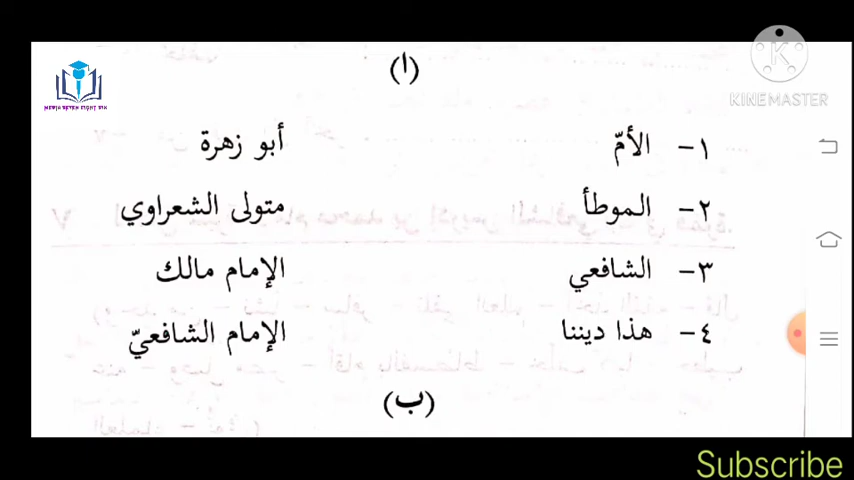 (ا)
KINEMASTER
١- الأمّ أبو زهرة
٢- الموطأ متولى الشعراوي
٣- الشافعي الإمام مالك
٤- هذا ديننا الإمام الشافعيّ
(ب)
Subscribe